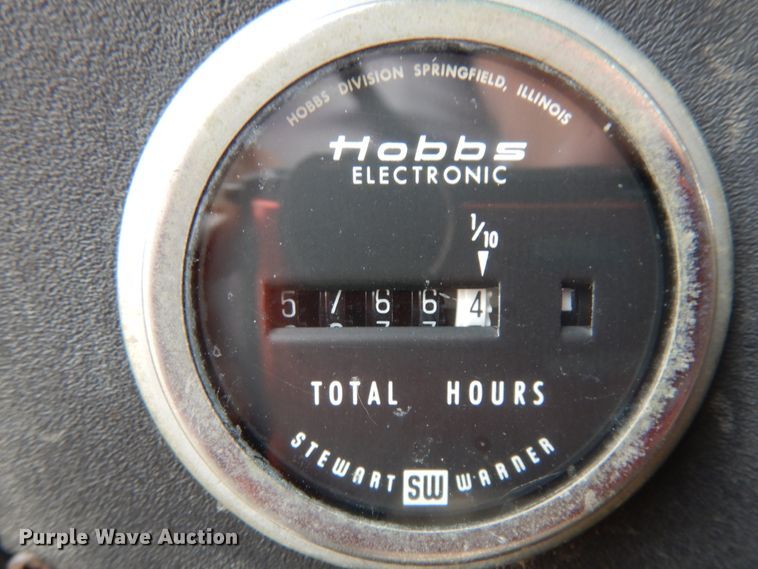 HOBBS DIVISION SPRINGFIELD, ILLINOIS
Hobbs
ELECTRONIC
1/10
5 7 6 6 4
TOTAL HOURS
STEWART SW WARNER
Purple Wave Auction